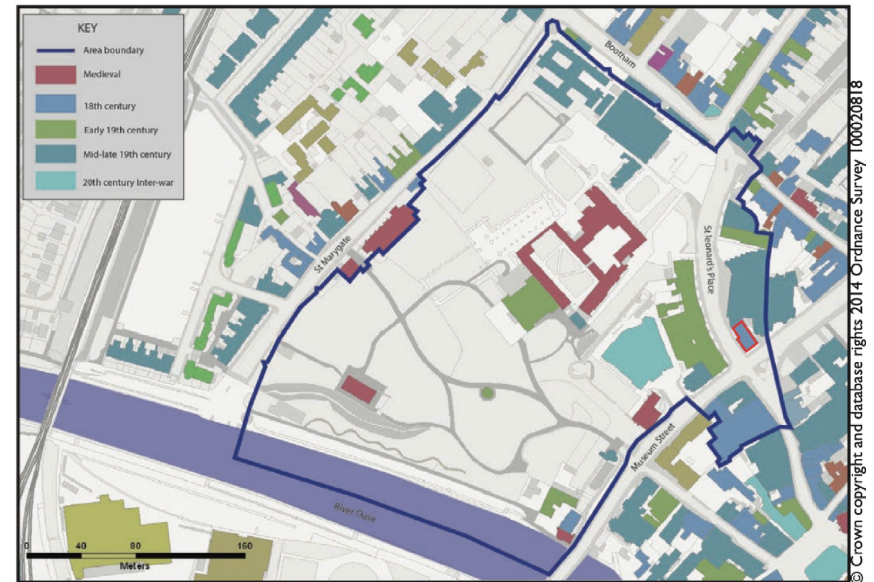 KEY
Area boundary
Medieval
18th century
Early 19th century
Mid-late 19th century
20th century Inter-war
Bootham
St Marygate
St Leonard's Place
Museum Street
River Ouse
0 40 80 160
Meters
© Crown copyright and database rights 2014 Ordnance Survey 100020818